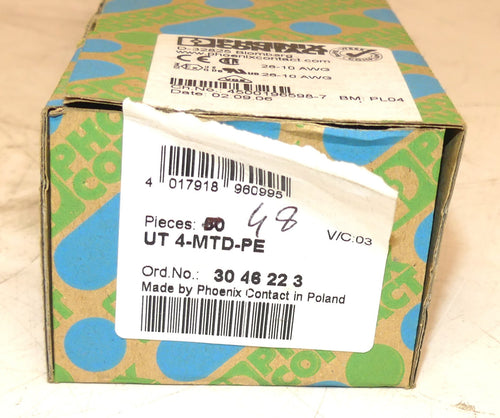 PHOENIX
CONTACT
D-32825 Blomberg
www.phoenixcontact.com
26-10 AWG
26-10 AWG
BM PL04
Date 02.09.06
4 017918 960995
Pieces: 50 48
V/C:03
UT 4-MTD-PE
Ord.No.: 30 46 22 3
Made by Phoenix Contact in Poland